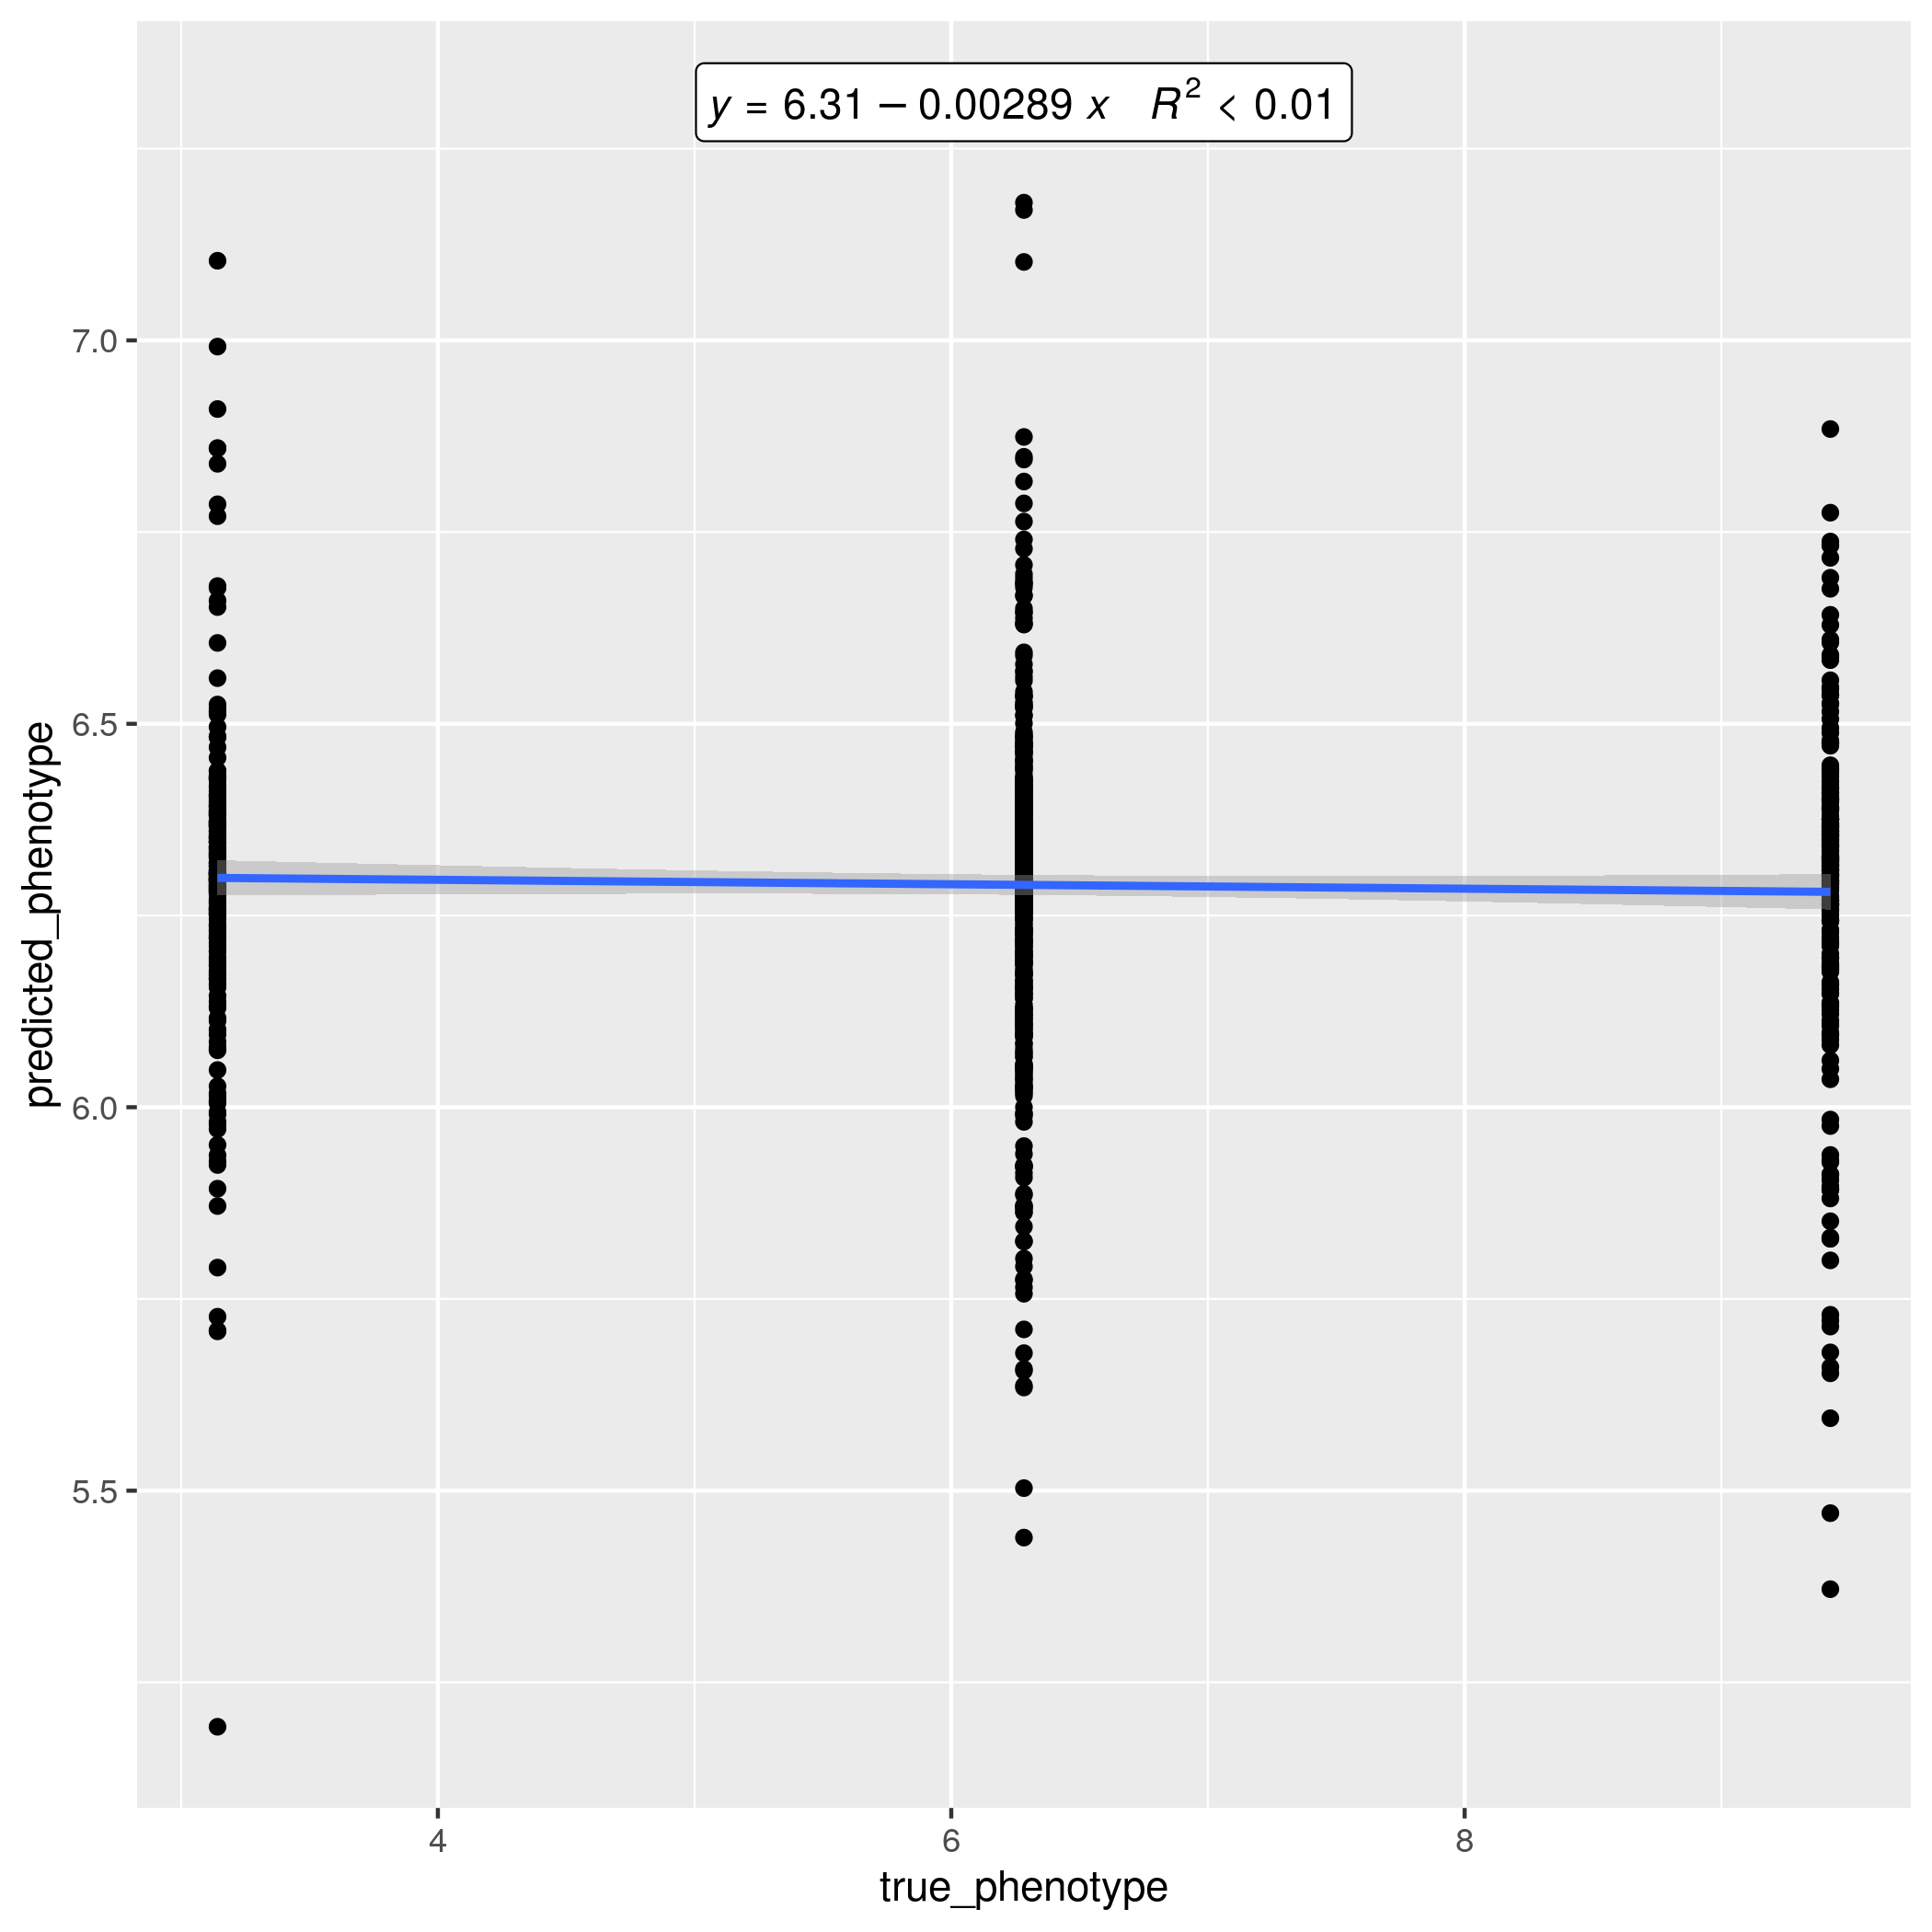 y = 6.31 − 0.00289 x R² < 0.01
7.0
6.5
6.0
5.5
predicted_phenotype
4 6 8
true_phenotype